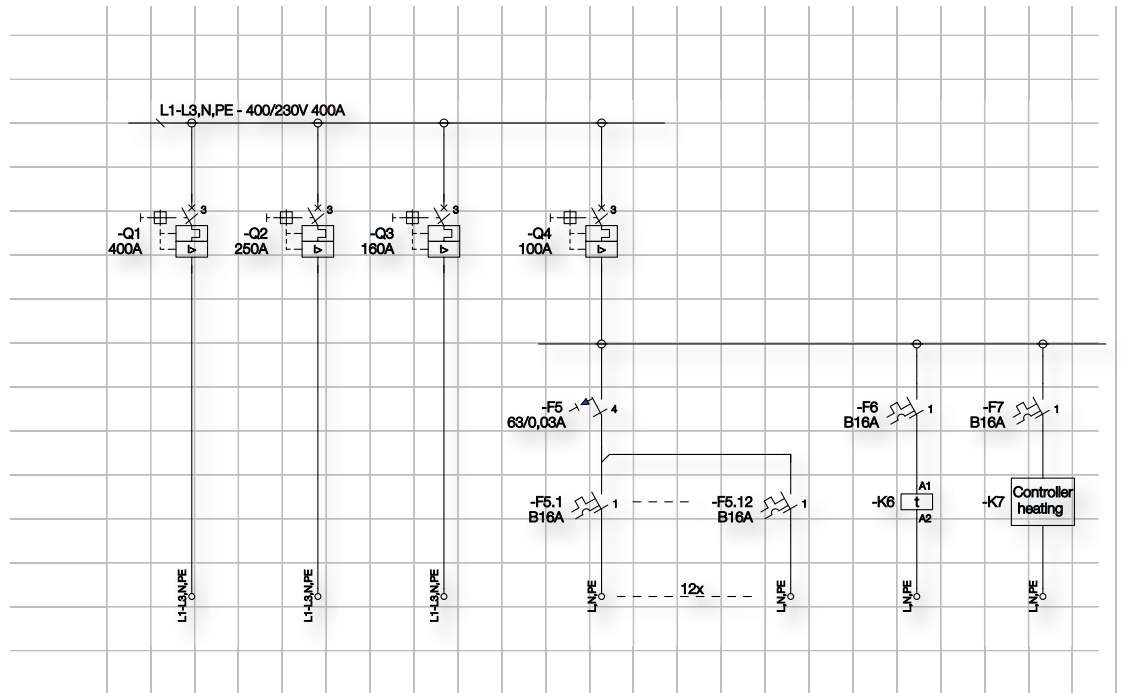 L1-L3,N,PE - 400/230V 400A
3
3
3
3
-Q1
400A
-Q2
250A
-Q3
160A
-Q4
100A
-F5
63/0,03A
4
-F6
B16A
1
-F7
B16A
1
-F5.1
B16A
1
-F5.12
B16A
1
-K6
A1
t
A2
-K7
Controller
heating
L1-L3,N,PE
L1-L3,N,PE
L1-L3,N,PE
L,N,PE
12x
L,N,PE
L,N,PE
L,N,PE